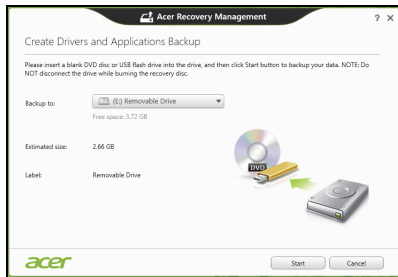 Acer Recovery Management
? ×
Create Drivers and Applications Backup
Please insert a blank DVD disc or USB flash drive into the drive, and then click Start button to backup your data. NOTE: Do
NOT disconnect the drive while burning the recovery disc.
Backup to: (E:) Removable Drive
Free space: 3.72 GB
Estimated size: 2.66 GB
DVD
Label: Removable Drive
acer Start Cancel